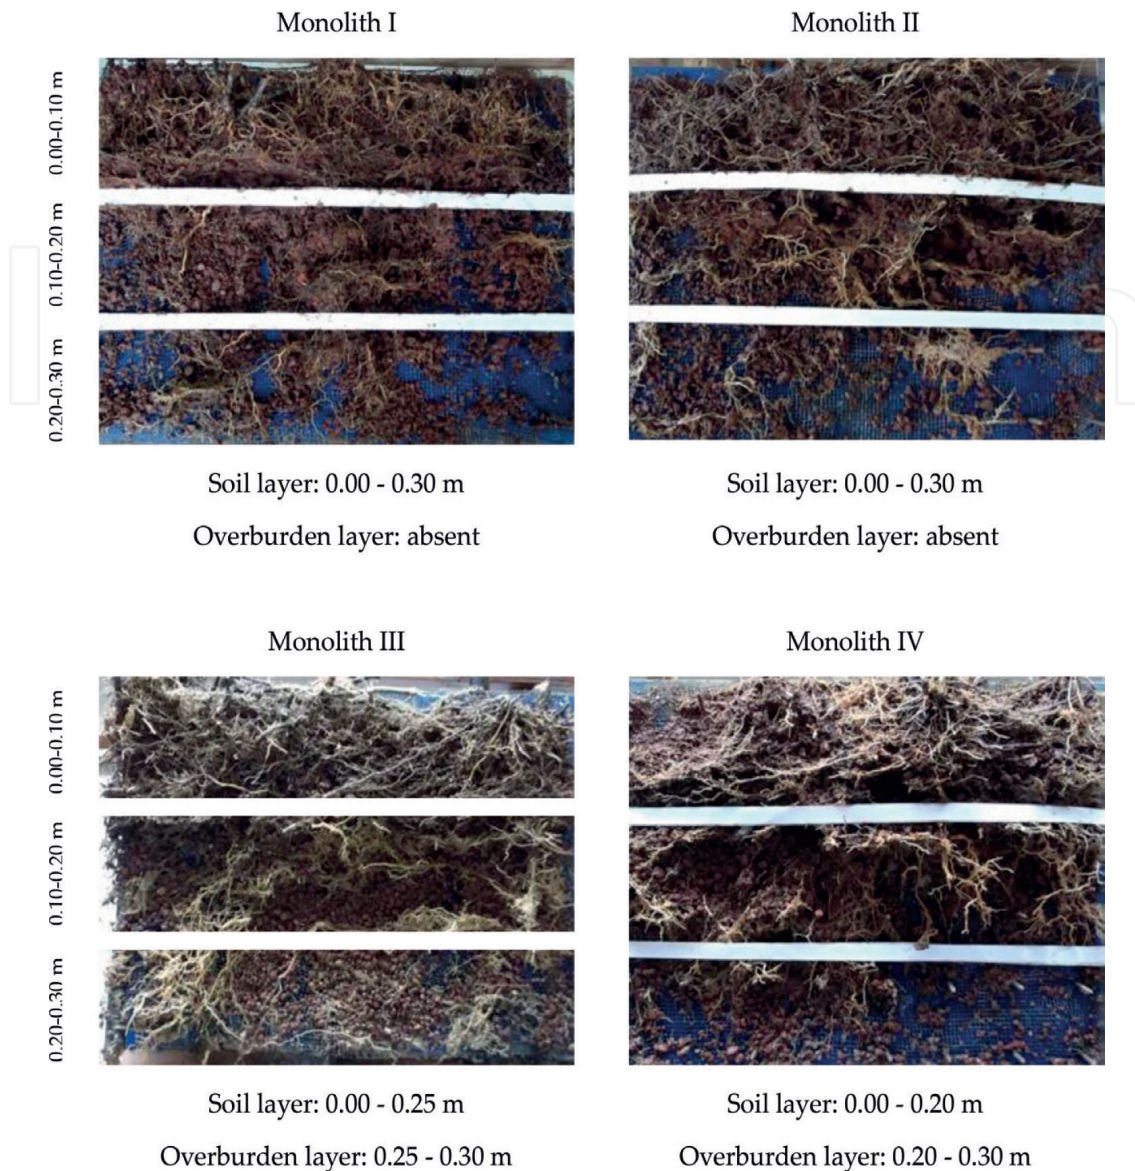 Monolith I
Monolith II
0.00-0.10 m
0.10-0.20 m
0.20-0.30 m
Soil layer: 0.00 - 0.30 m
Soil layer: 0.00 - 0.30 m
Overburden layer: absent
Overburden layer: absent
Monolith III
Monolith IV
0.00-0.10 m
0.10-0.20 m
0.20-0.30 m
Soil layer: 0.00 - 0.25 m
Soil layer: 0.00 - 0.20 m
Overburden layer: 0.25 - 0.30 m
Overburden layer: 0.20 - 0.30 m